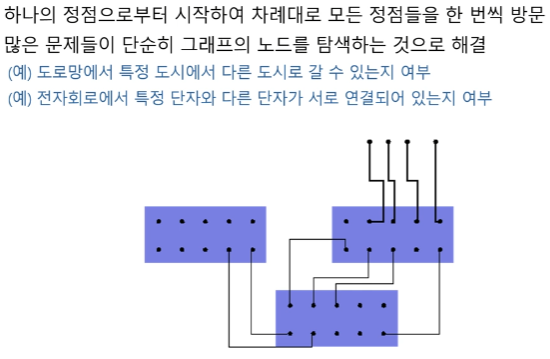 하나의 정점으로부터 시작하여 차례대로 모든 정점들을 한 번씩 방문
많은 문제들이 단순히 그래프의 노드를 탐색하는 것으로 해결
(예) 도로망에서 특정 도시에서 다른 도시로 갈 수 있는지 여부
(예) 전자회로에서 특정 단자와 다른 단자가 서로 연결되어 있는지 여부